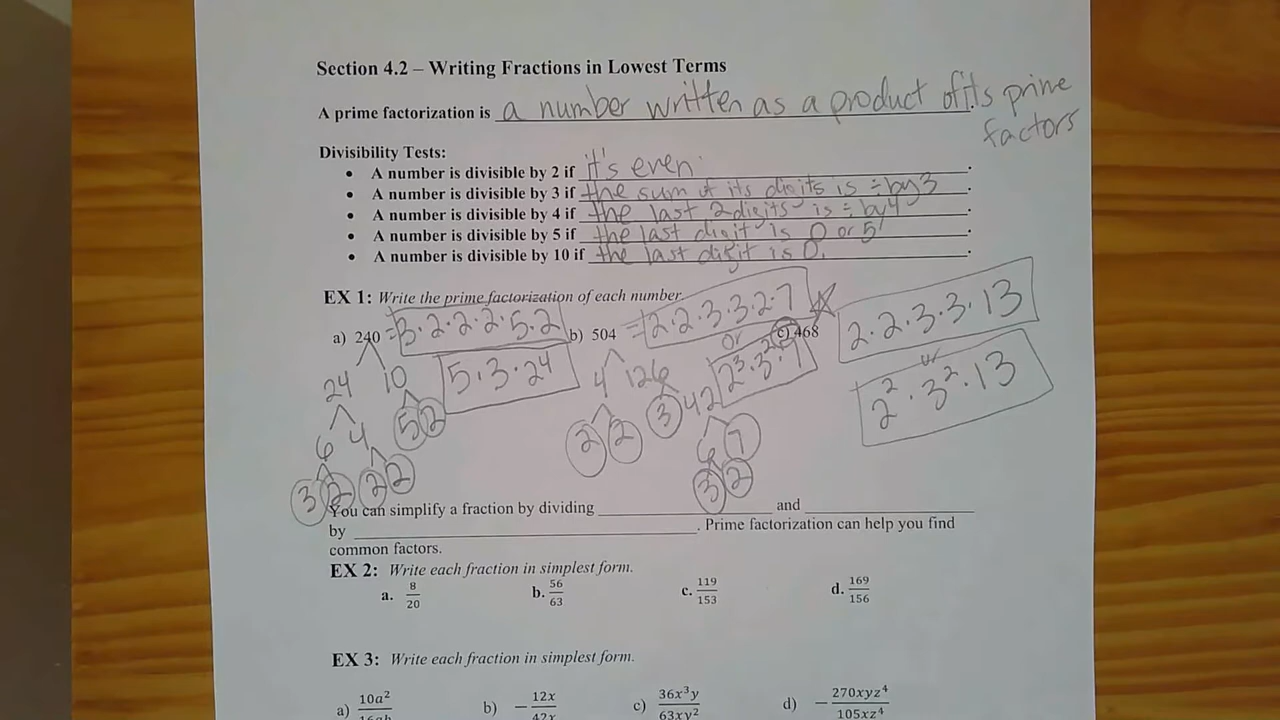 Section 4.2 – Writing Fractions in Lowest Terms
A prime factorization is a number written as a product of its prime
factors
Divisibility Tests:
• A number is divisible by 2 if it's even.
• A number is divisible by 3 if the sum of its digits is ÷ by 3.
• A number is divisible by 4 if the last 2 digits is ÷ by 4.
• A number is divisible by 5 if the last digit is 0 or 5.
• A number is divisible by 10 if the last digit is 0.
EX 1: Write the prime factorization of each number.
a) 240 = 3·2·2·2·5·2 b) 504 = 2·2·3·3·2·7 c) 468 2·2·3·3·13
5·3·2⁴ or 2³·3²·7 or 2²·3²·13
24 10 4 126
6 4 5 2 2 2 3 42
3 2 2 2 6 7
3 2
You can simplify a fraction by dividing ____ and ____
by ____. Prime factorization can help you find
common factors.
EX 2: Write each fraction in simplest form.
a. 8/20 b. 56/63 c. 119/153 d. 169/156
EX 3: Write each fraction in simplest form.
a) 10a²/16ab b) −12x/42x c) 36x³y/63xy² d) −270xyz⁴/105xz⁴